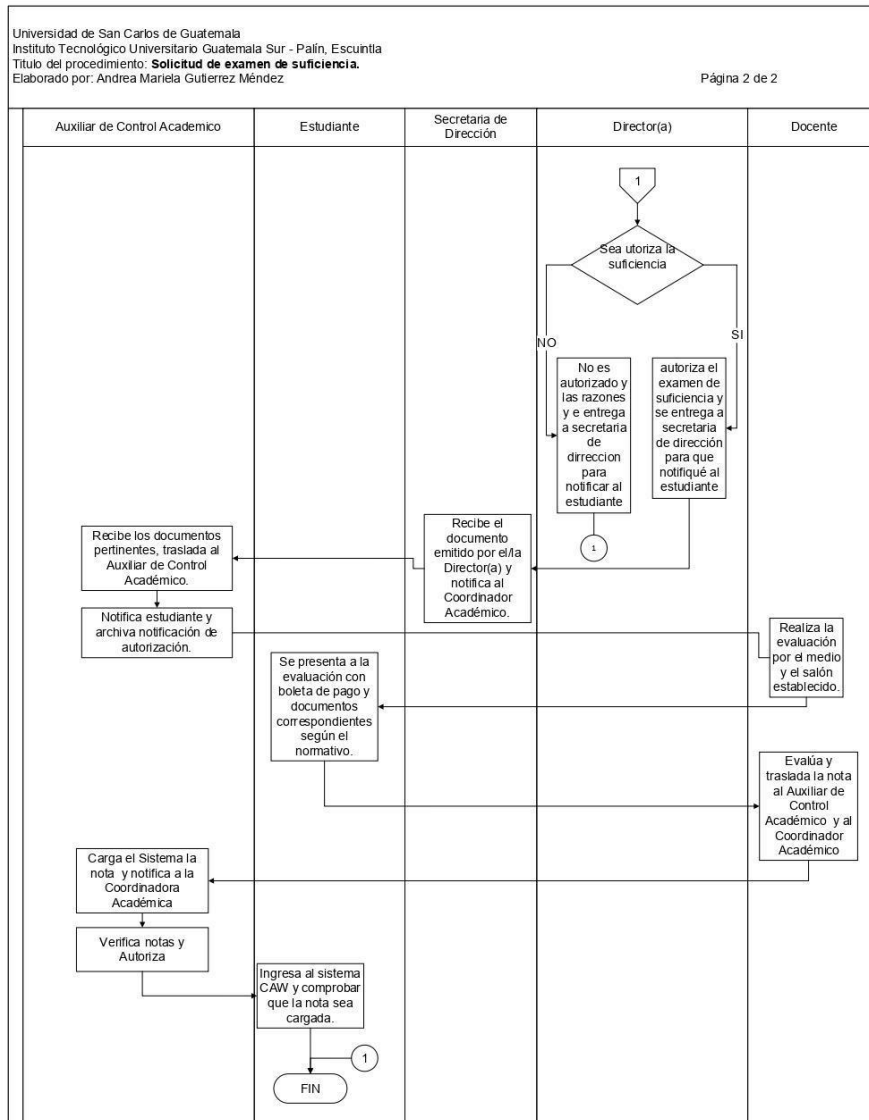 Universidad de San Carlos de Guatemala
Instituto Tecnológico Universitario Guatemala Sur - Palín, Escuintla
Titulo del procedimiento: Solicitud de examen de suficiencia.
Elaborado por: Andrea Mariela Gutierrez Méndez
Página 2 de 2
Auxiliar de Control Academico
Estudiante
Secretaria de
Dirección
Director(a)
Docente
1
Sea utoriza la
suficiencia
NO
SI
No es
autorizado y
las razones
y e entrega
a secretaria
de
dirreccion
para
notificar al
estudiante
autoriza el
examen de
suficiencia y
se entrega a
secretaria
de dirección
para que
notifiqué al
estudiante
1
Recibe el
documento
emitido por el/la
Director(a) y
notifica al
Coordinador
Académico.
Recibe los documentos
pertinentes, traslada al
Auxiliar de Control
Académico.
Notifica estudiante y
archiva notificación de
autorización.
Realiza la
evaluación
por el medio
y el salón
establecido.
Se presenta a la
evaluación con
boleta de pago y
documentos
correspondientes
según el
normativo.
Evalúa y
traslada la nota
al Auxiliar de
Control
Académico y al
Coordinador
Académico
Carga el Sistema la
nota y notifica a la
Coordinadora
Académica
Verifica notas y
Autoriza
Ingresa al sistema
CAW y comprobar
que la nota sea
cargada.
1
FIN